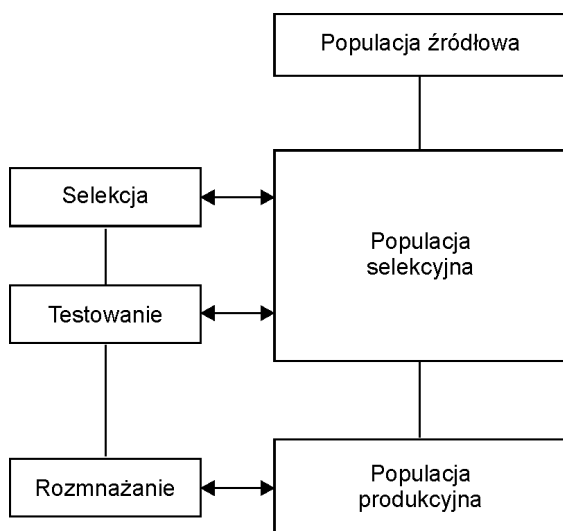 Populacja źródłowa
Selekcja
Populacja
selekcyjna
Testowanie
Rozmnażanie
Populacja
produkcyjna